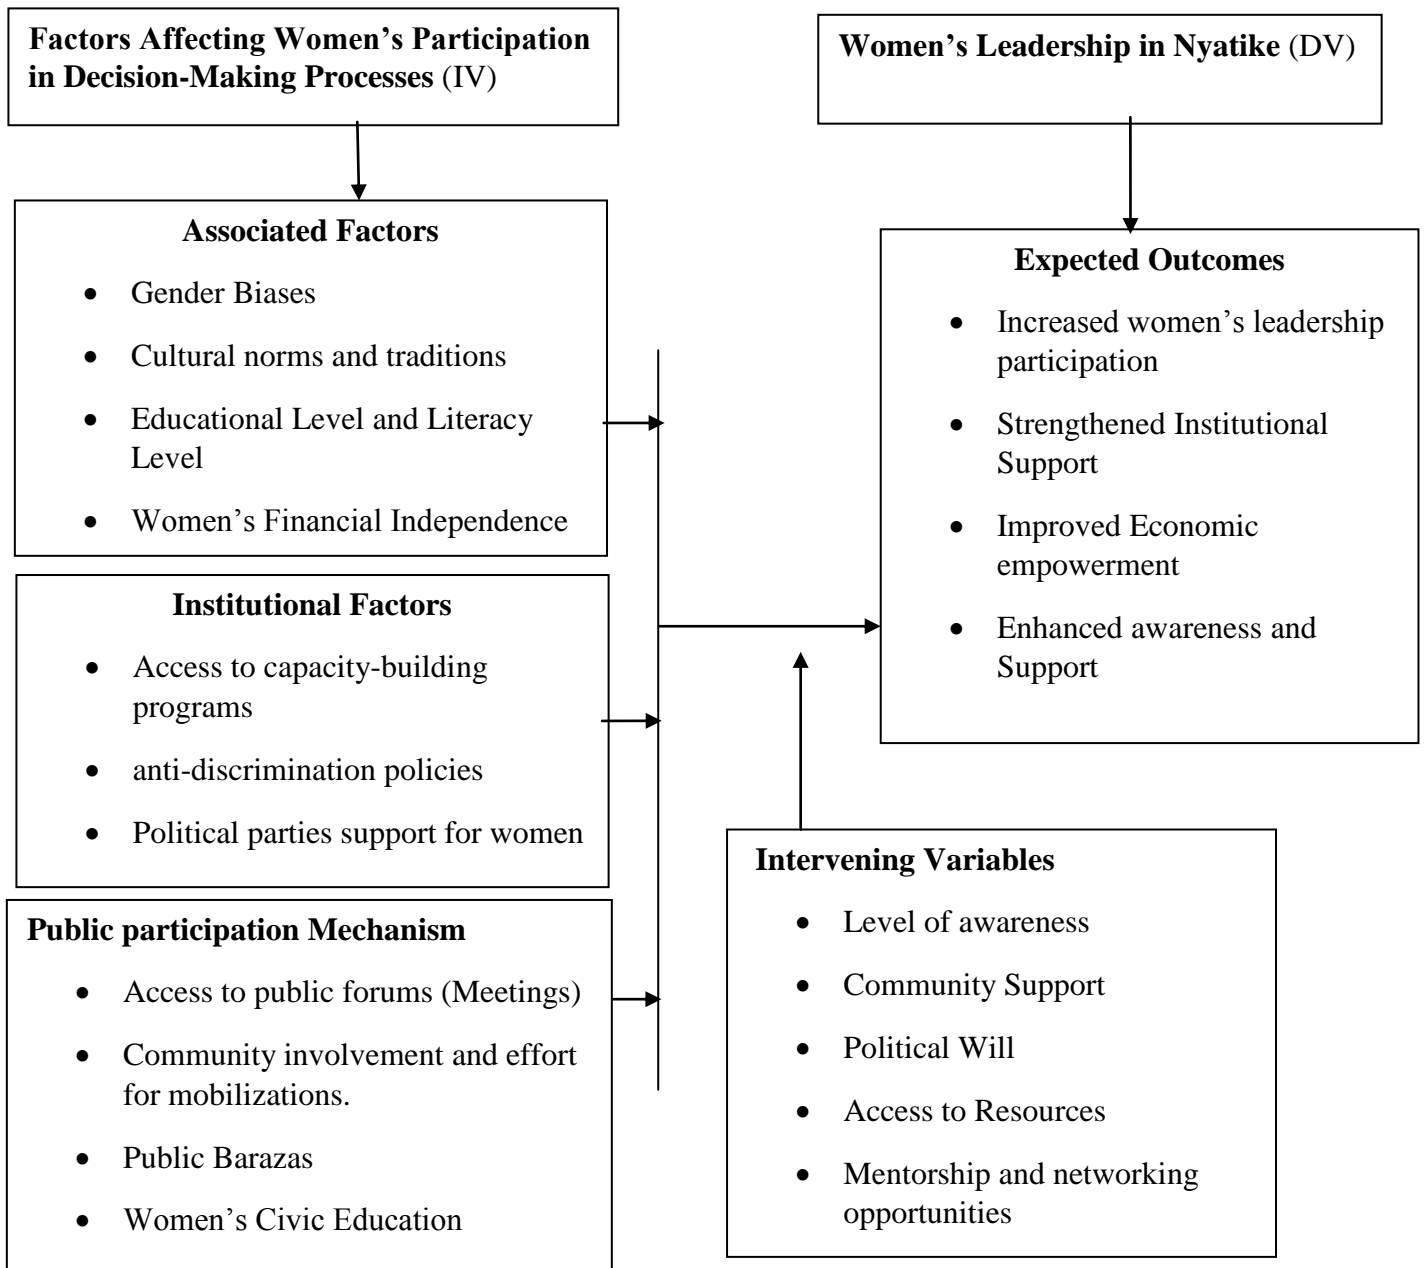 Factors Affecting Women’s Participation
in Decision-Making Processes (IV)
Women’s Leadership in Nyatike (DV)
Associated Factors
• Gender Biases
• Cultural norms and traditions
• Educational Level and Literacy
Level
• Women’s Financial Independence
Institutional Factors
• Access to capacity-building
programs
• anti-discrimination policies
• Political parties support for women
Public participation Mechanism
• Access to public forums (Meetings)
• Community involvement and effort
for mobilizations.
• Public Barazas
• Women’s Civic Education
Expected Outcomes
• Increased women’s leadership
participation
• Strengthened Institutional
Support
• Improved Economic
empowerment
• Enhanced awareness and
Support
Intervening Variables
• Level of awareness
• Community Support
• Political Will
• Access to Resources
• Mentorship and networking
opportunities